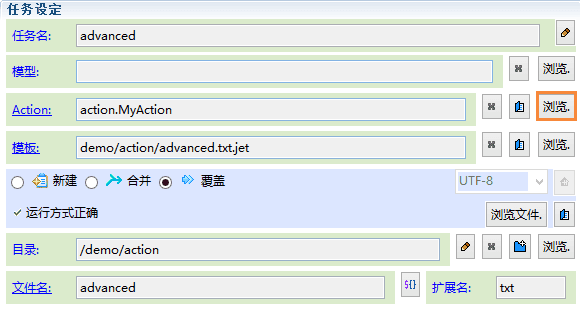 任务设定
任务名: advanced
模型: 浏览.
Action: action.MyAction 浏览.
模板: demo/action/advanced.txt.jet 浏览.
新建 合并 覆盖 UTF-8
运行方式正确 浏览文件.
目录: /demo/action 浏览.
文件名: advanced ${} 扩展名: txt